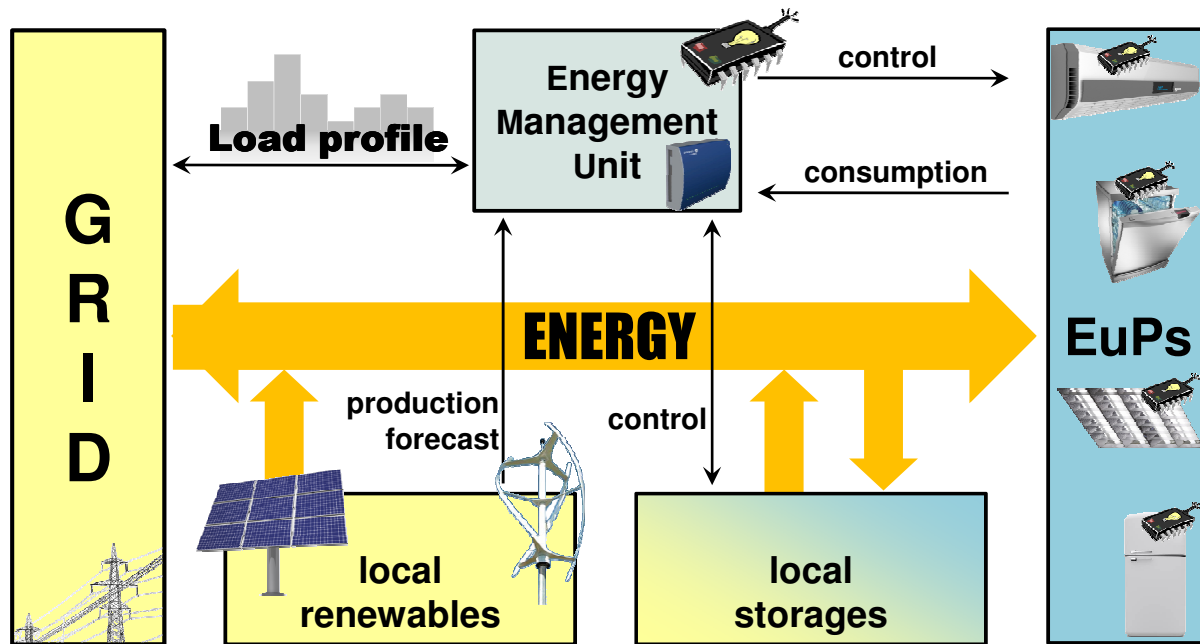 Energy
Management
Unit
control
Load profile
consumption
G
R
I
D
ENERGY
EuPs
production
forecast
control
local
renewables
local
storages